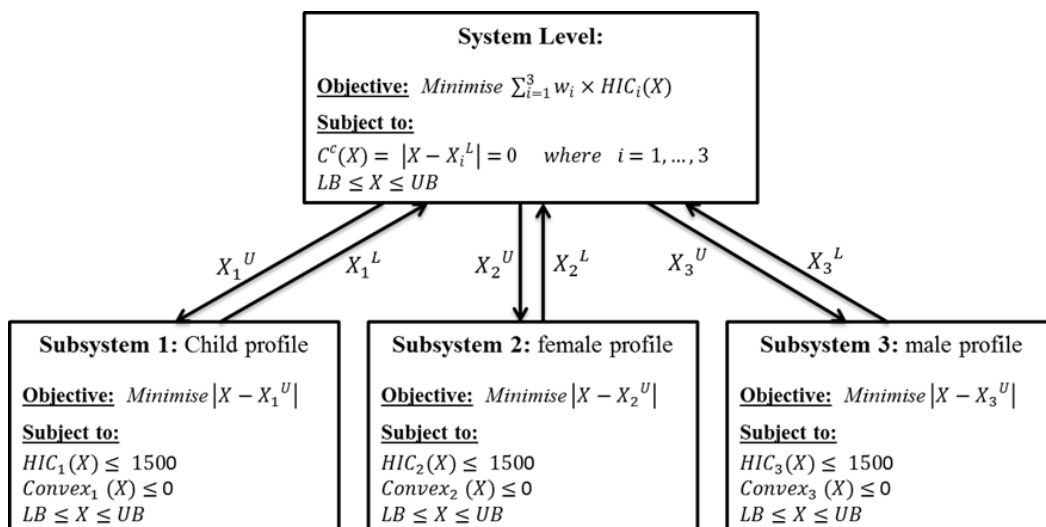 System Level:
Objective: Minimise ∑³ᵢ₌₁ wᵢ × HICᵢ(X)
Subject to:
Cᶜ(X) = |X − Xᵢᴸ| = 0 where i = 1, … , 3
LB ≤ X ≤ UB
X₁ᵁ X₁ᴸ X₂ᵁ X₂ᴸ X₃ᵁ X₃ᴸ
Subsystem 1: Child profile
Objective: Minimise|X − X₁ᵁ|
Subject to:
HIC₁(X) ≤ 1500
Convex₁ (X) ≤ 0
LB ≤ X ≤ UB
Subsystem 2: female profile
Objective: Minimise|X − X₂ᵁ|
Subject to:
HIC₂(X) ≤ 1500
Convex₂ (X) ≤ 0
LB ≤ X ≤ UB
Subsystem 3: male profile
Objective: Minimise|X − X₃ᵁ|
Subject to:
HIC₃(X) ≤ 1500
Convex₃ (X) ≤ 0
LB ≤ X ≤ UB